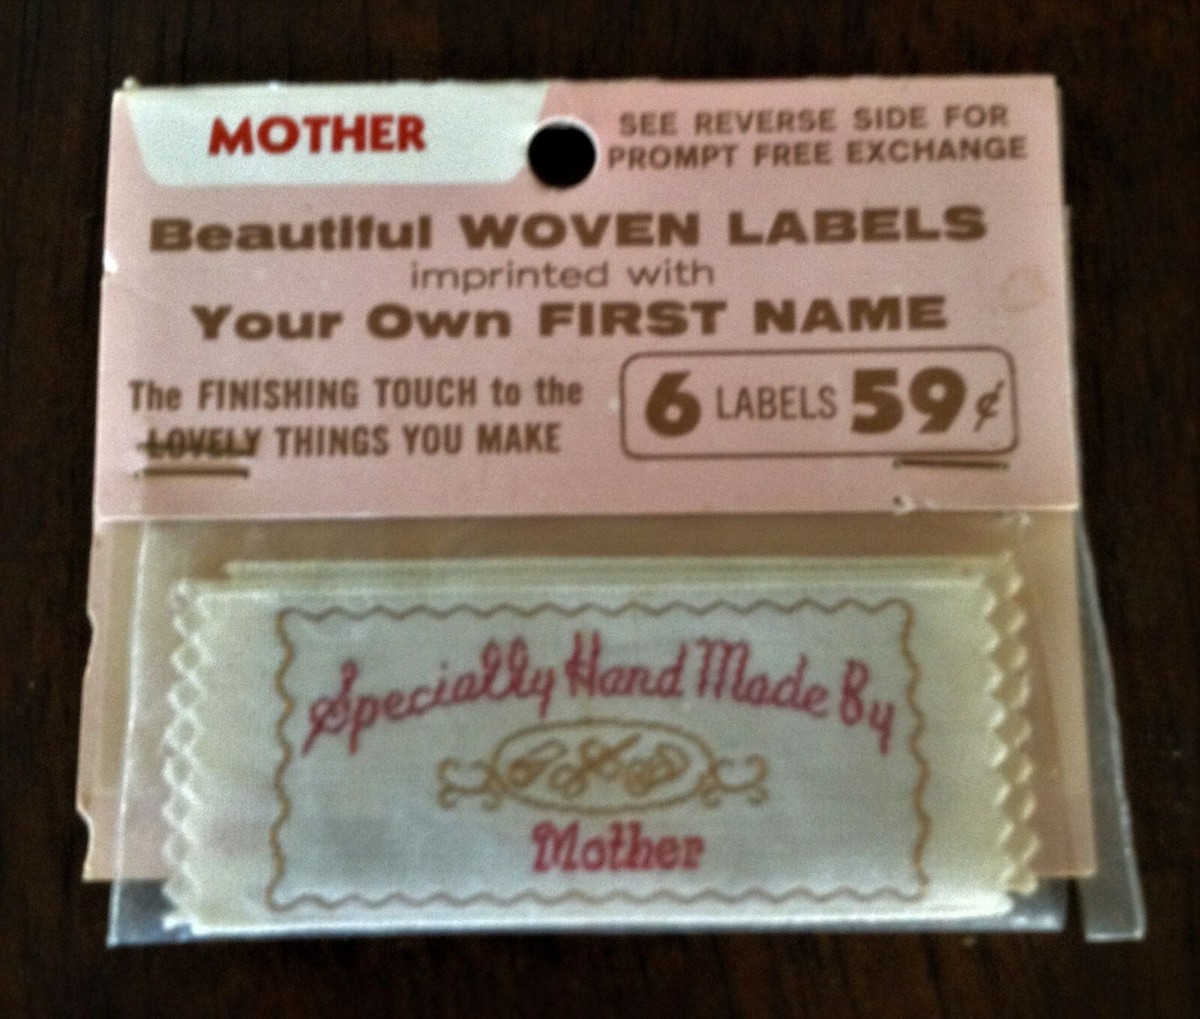 MOTHER
SEE REVERSE SIDE FOR
PROMPT FREE EXCHANGE
Beautiful WOVEN LABELS
imprinted with
Your Own FIRST NAME
The FINISHING TOUCH to the
LOVELY THINGS YOU MAKE
6 LABELS 59¢
Specially Hand Made By
Mother